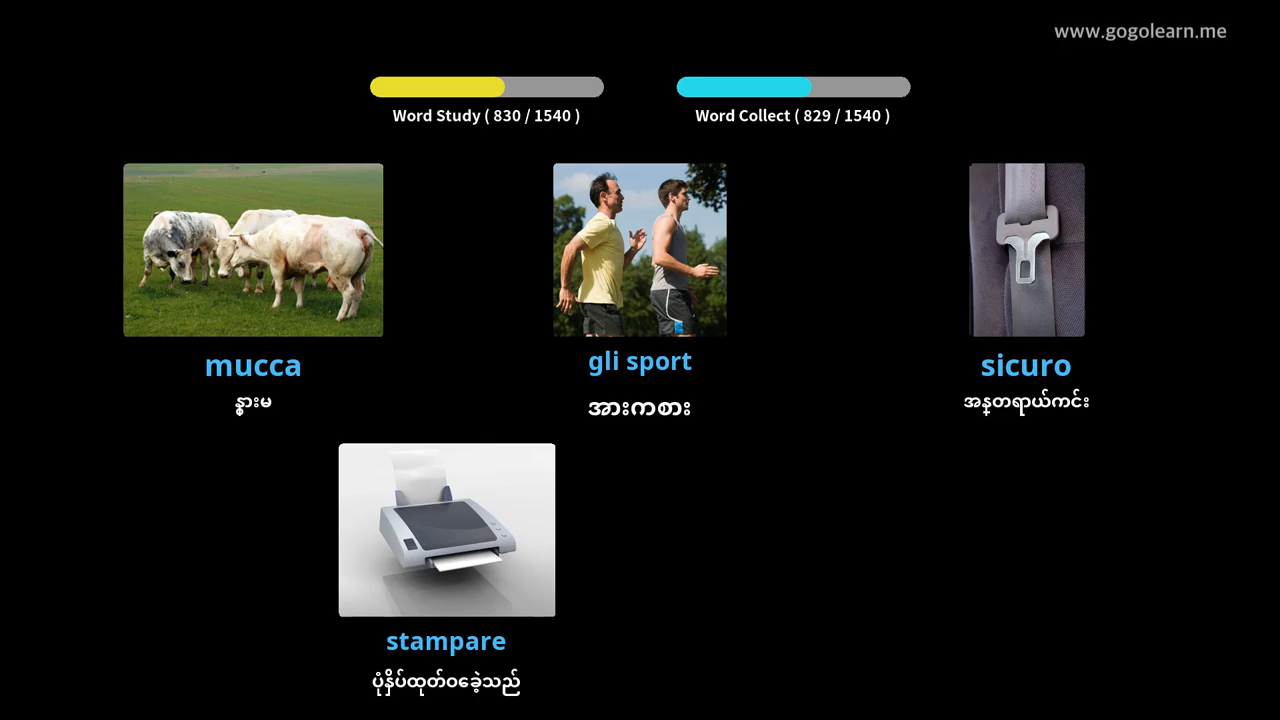 www.gogolearn.me
Word Study ( 830 / 1540 )
Word Collect ( 829 / 1540 )
mucca
နွားမ
gli sport
အားကစား
sicuro
အန္တရာယ်ကင်း
stampare
ပုံနှိပ်ထုတ်ဝေခဲ့သည်